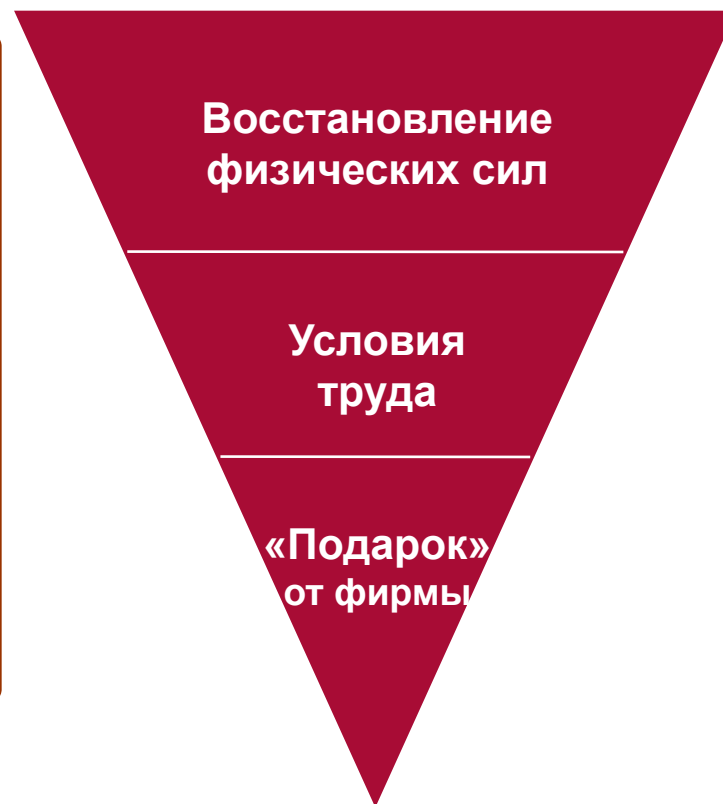 Восстановление
физических сил
Условия
труда
«Подарок»
от фирмы